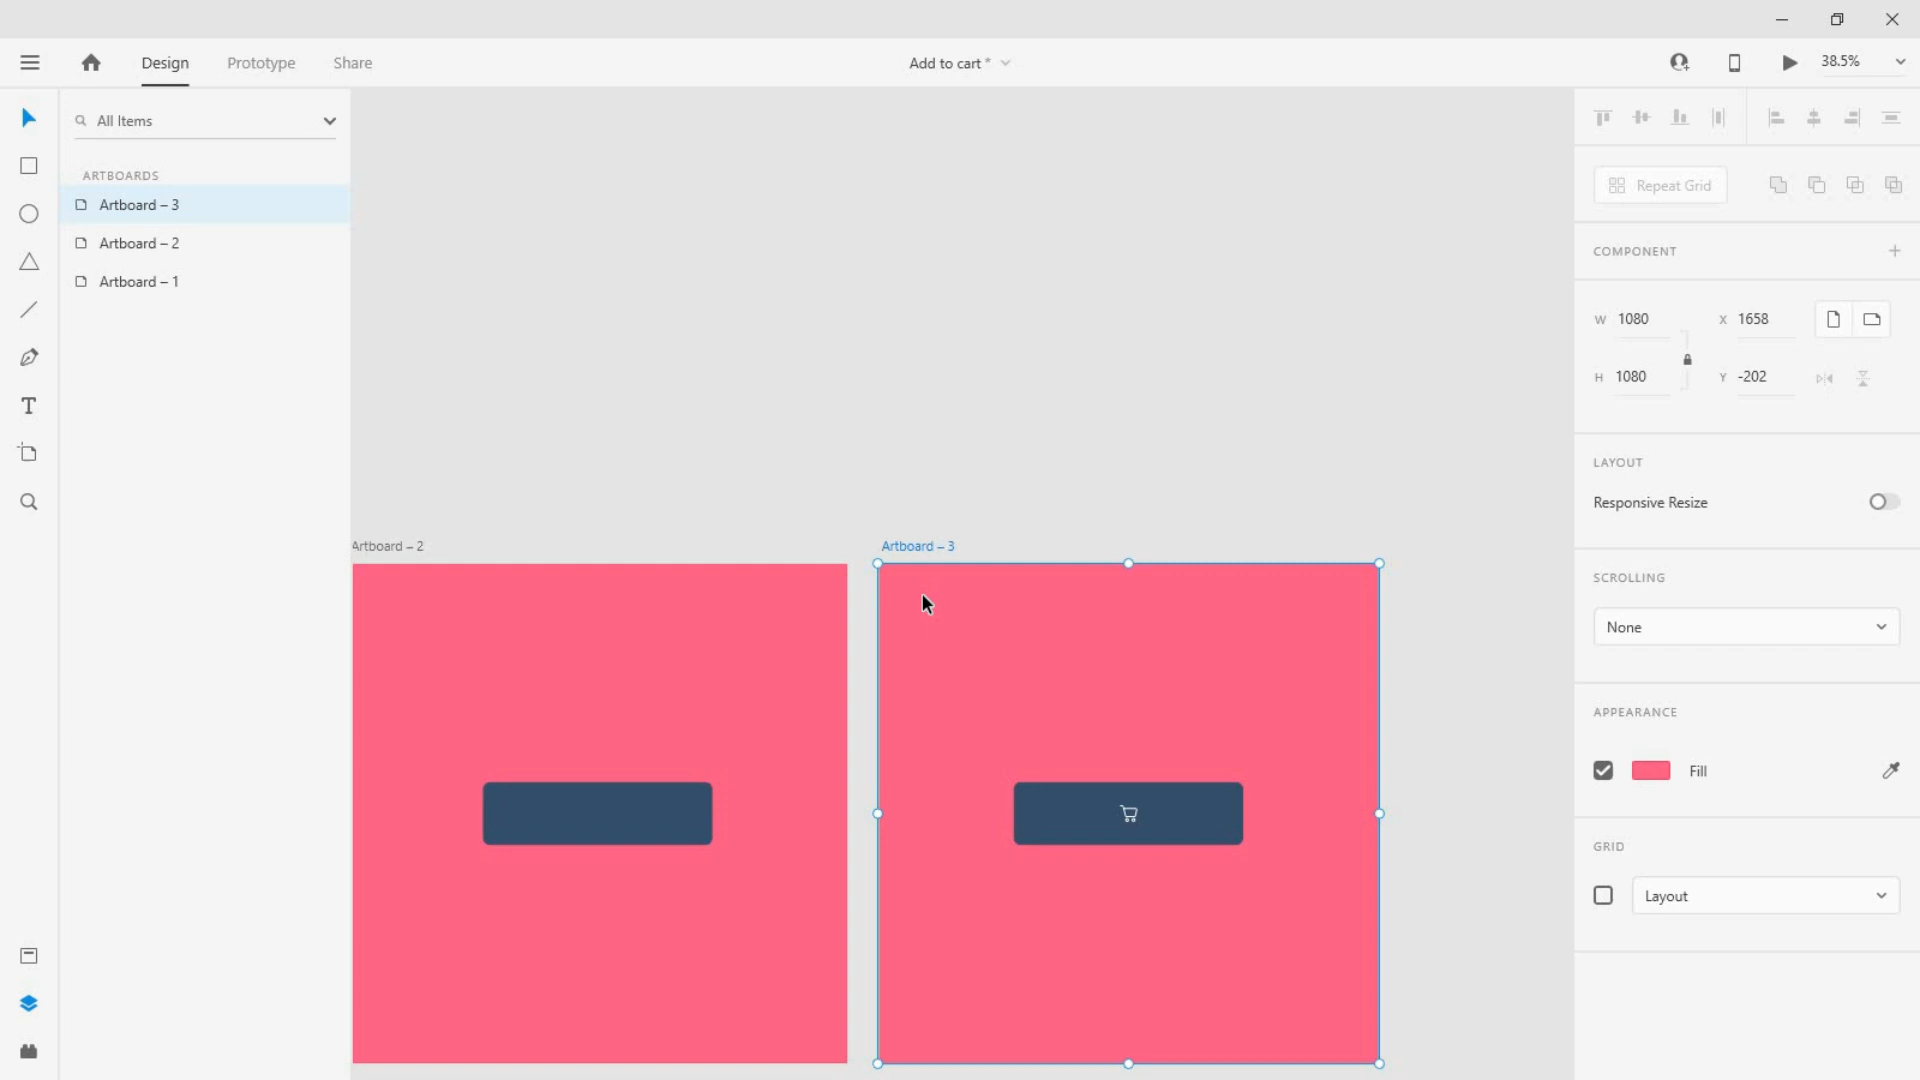 Design
Prototype
Share
Add to cart *
38.5%
All Items
ARTBOARDS
Artboard – 3
Artboard – 2
Artboard – 1
Artboard – 2
Artboard – 3
Repeat Grid
COMPONENT
W 1080
X 1658
H 1080
Y -202
LAYOUT
Responsive Resize
SCROLLING
None
APPEARANCE
Fill
GRID
Layout